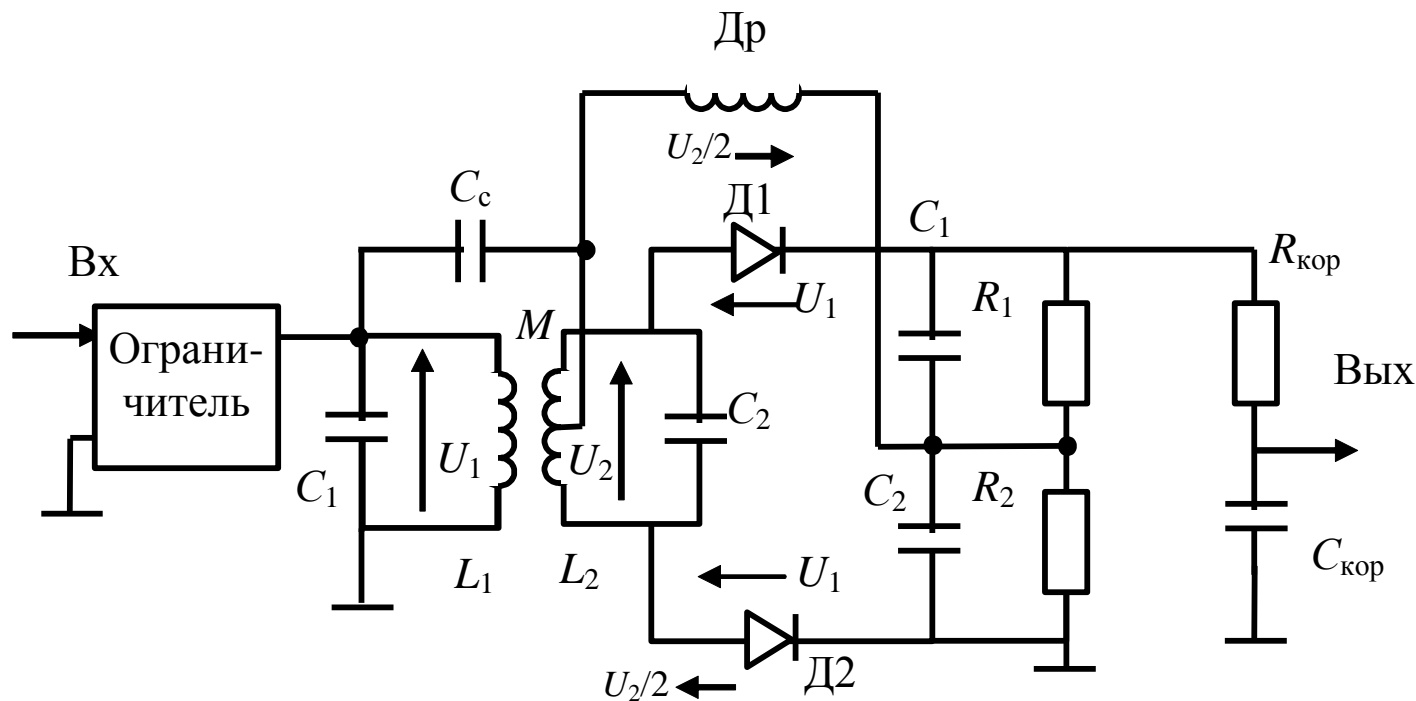 Др
U₂/2
Cс
Д1
C₁
Вх
Rкор
U₁
R₁
M
Ограни-
читель
Вых
C₂
U₁
U₂
C₁
C₂
R₂
L₁
L₂
U₁
Cкор
U₂/2
Д2